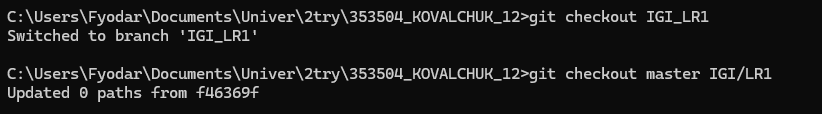 C:\Users\Fyodar\Documents\Univer\2try\353504_KOVALCHUK_12>git checkout IGI_LR1
Switched to branch 'IGI_LR1'
C:\Users\Fyodar\Documents\Univer\2try\353504_KOVALCHUK_12>git checkout master IGI/LR1
Updated 0 paths from f46369f